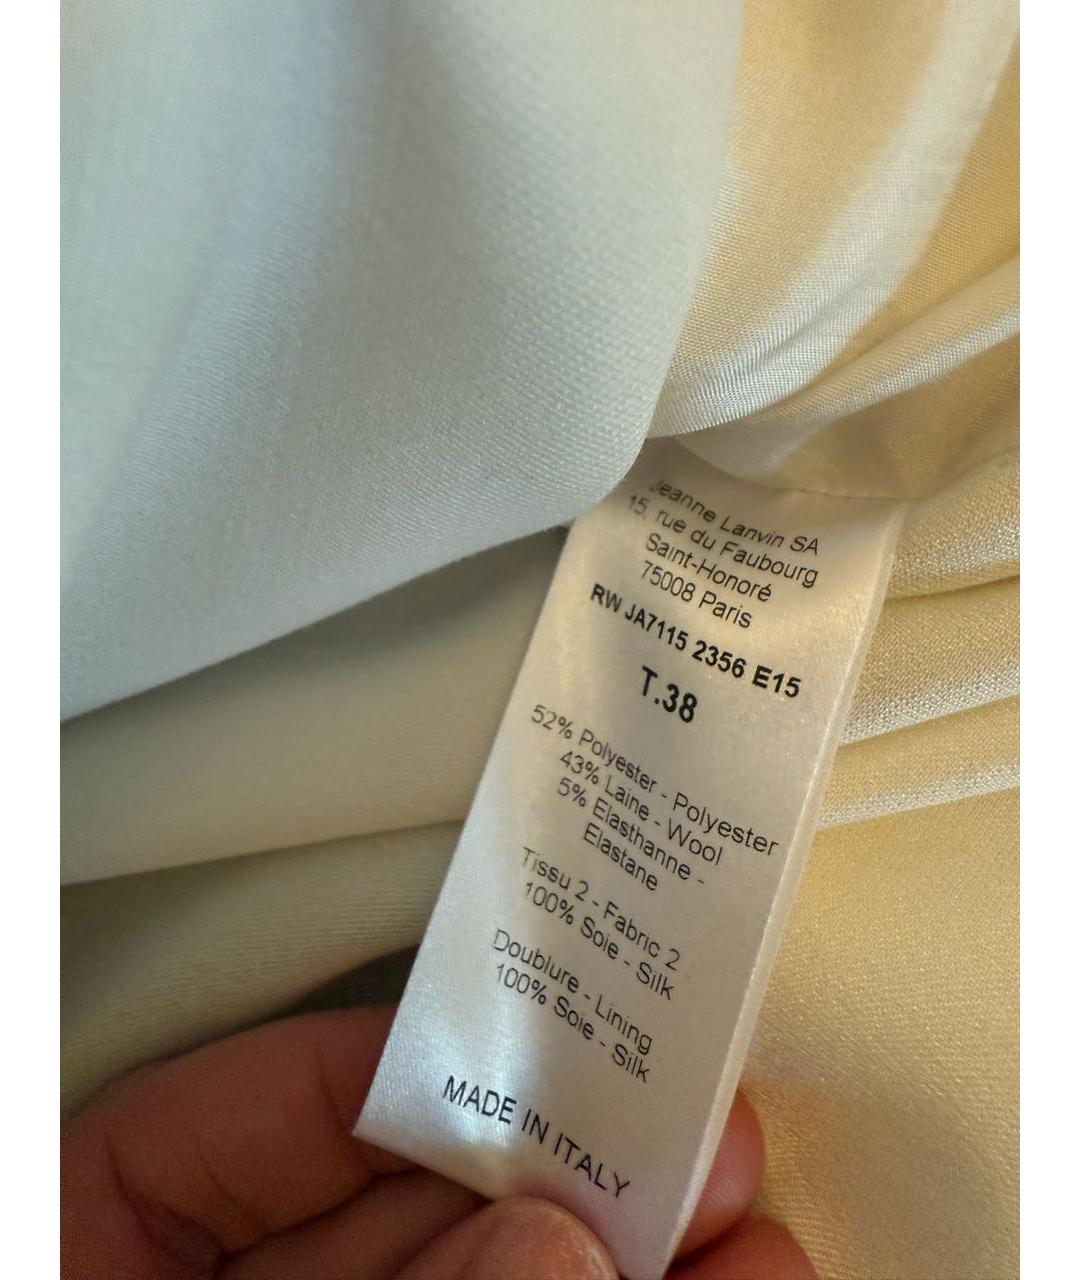 Jeanne Lanvin SA
15, rue du Faubourg
Saint-Honoré
75008 Paris
RW JA7115 2356 E15
T.38
52% Polyester - Polyester
43% Laine - Wool
5% Elasthanne -
Elastane
Tissu 2 - Fabric 2
100% Soie - Silk
Doublure - Lining
100% Soie - Silk
MADE IN ITALY